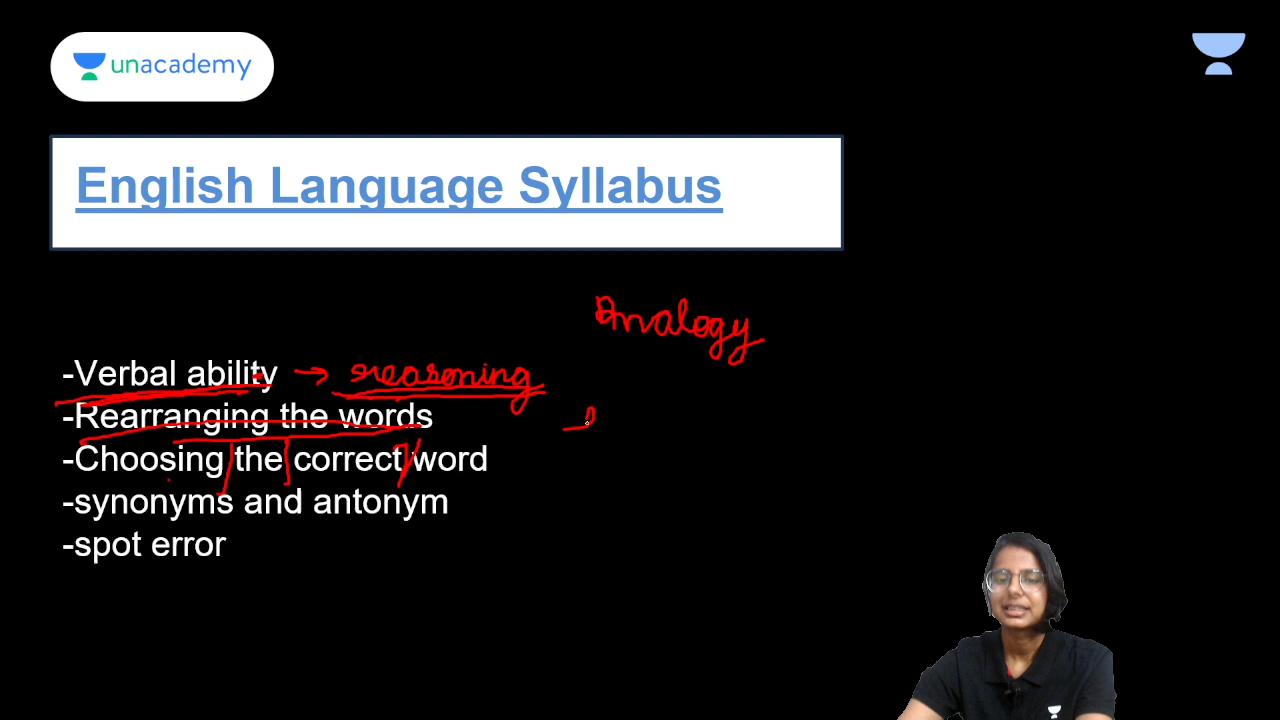 unacademy
English Language Syllabus
Analogy
-Verbal ability → reasoning
-Rearranging the words
-Choosing the correct word
-synonyms and antonym
-spot error